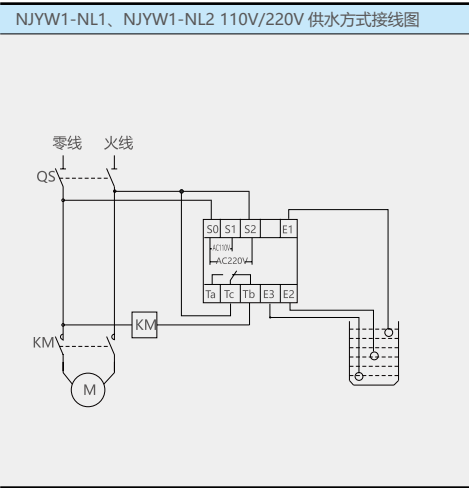 NJYW1-NL1、NJYW1-NL2 110V/220V 供水方式接线图
零线 火线
QS
S0 S1 S2 E1
AC110V
AC220V
Ta Tc Tb E3 E2
KM
KM
M